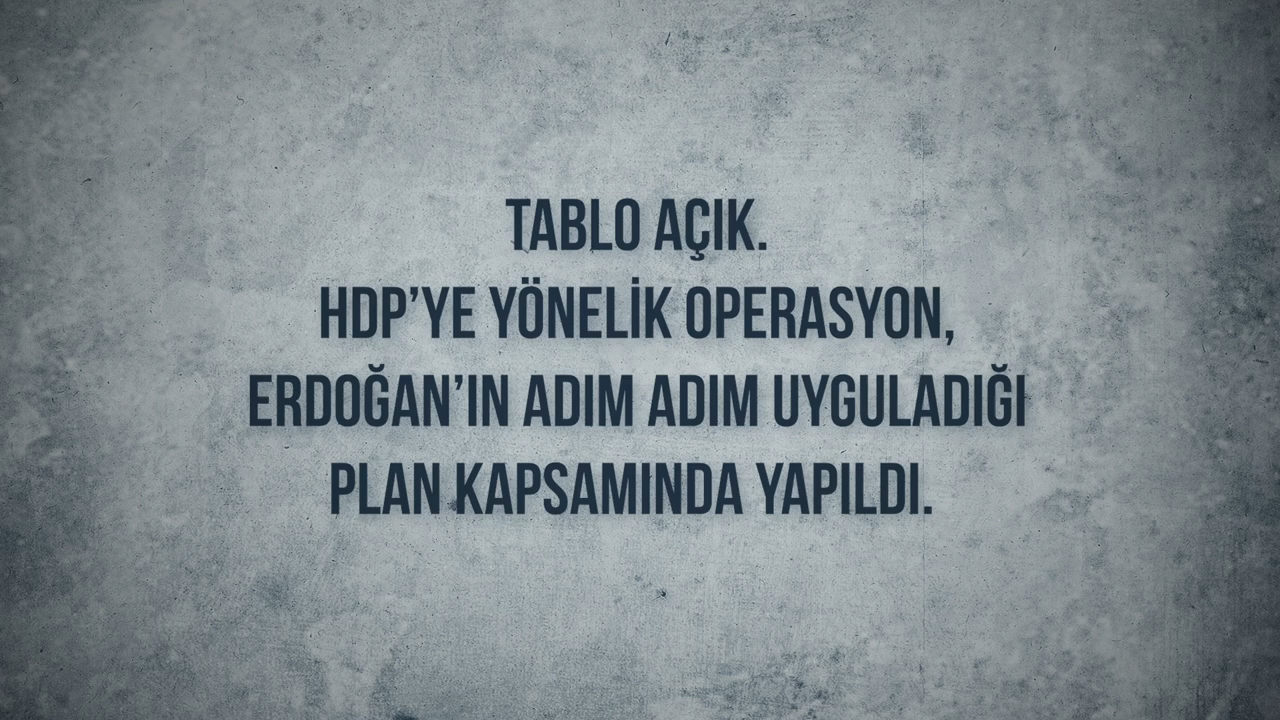 TABLO AÇIK.
HDP’YE YÖNELİK OPERASYON,
ERDOĞAN’IN ADIM ADIM UYGULADIĞI
PLAN KAPSAMINDA YAPILDI.